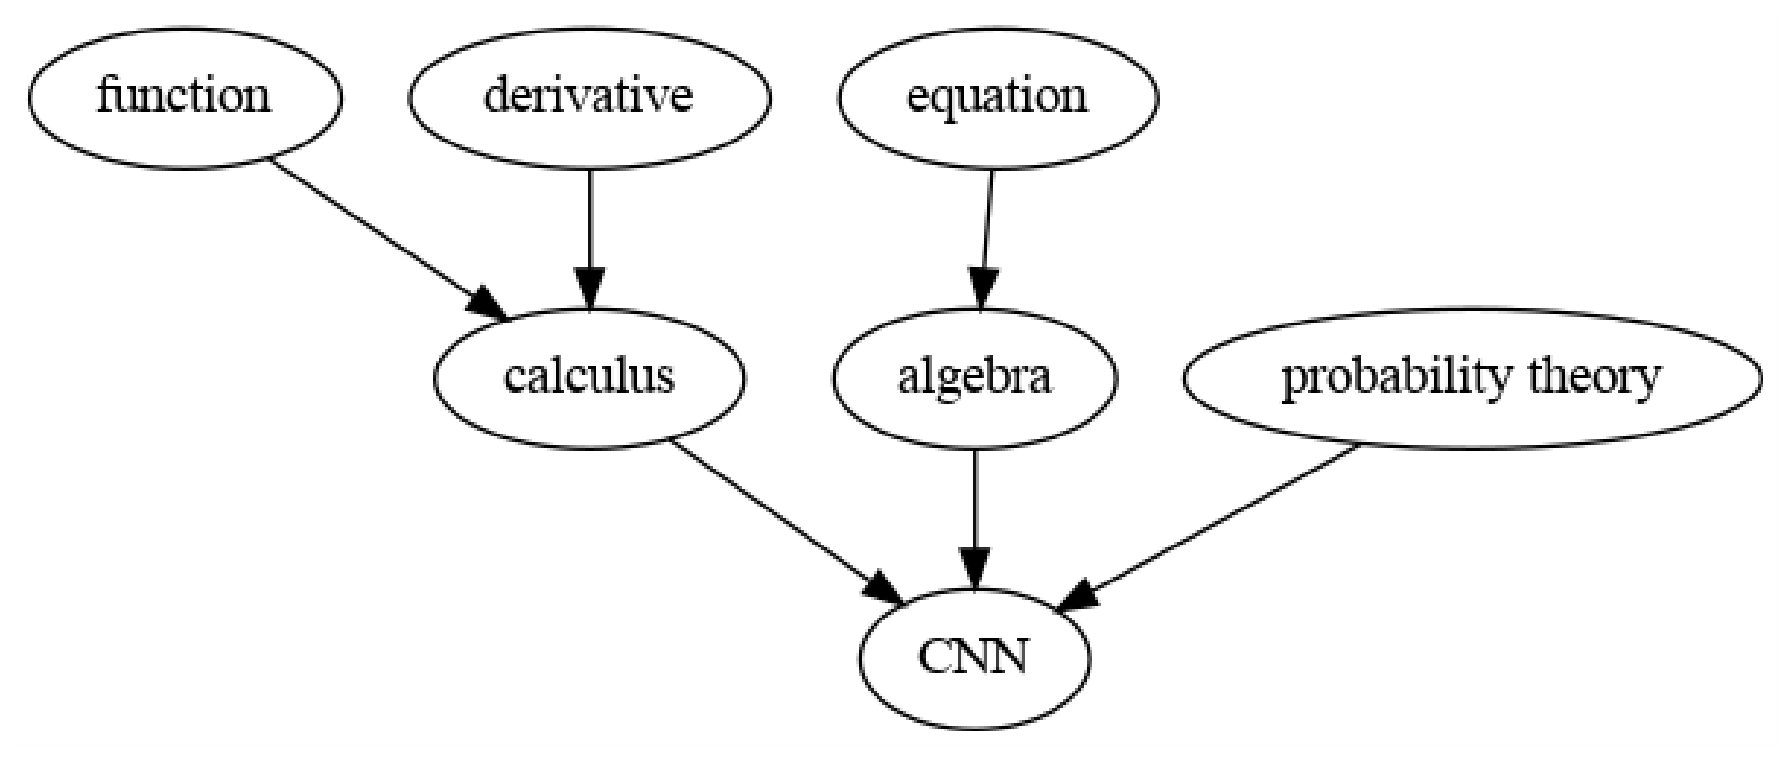 function
derivative
equation
calculus
algebra
probability theory
CNN